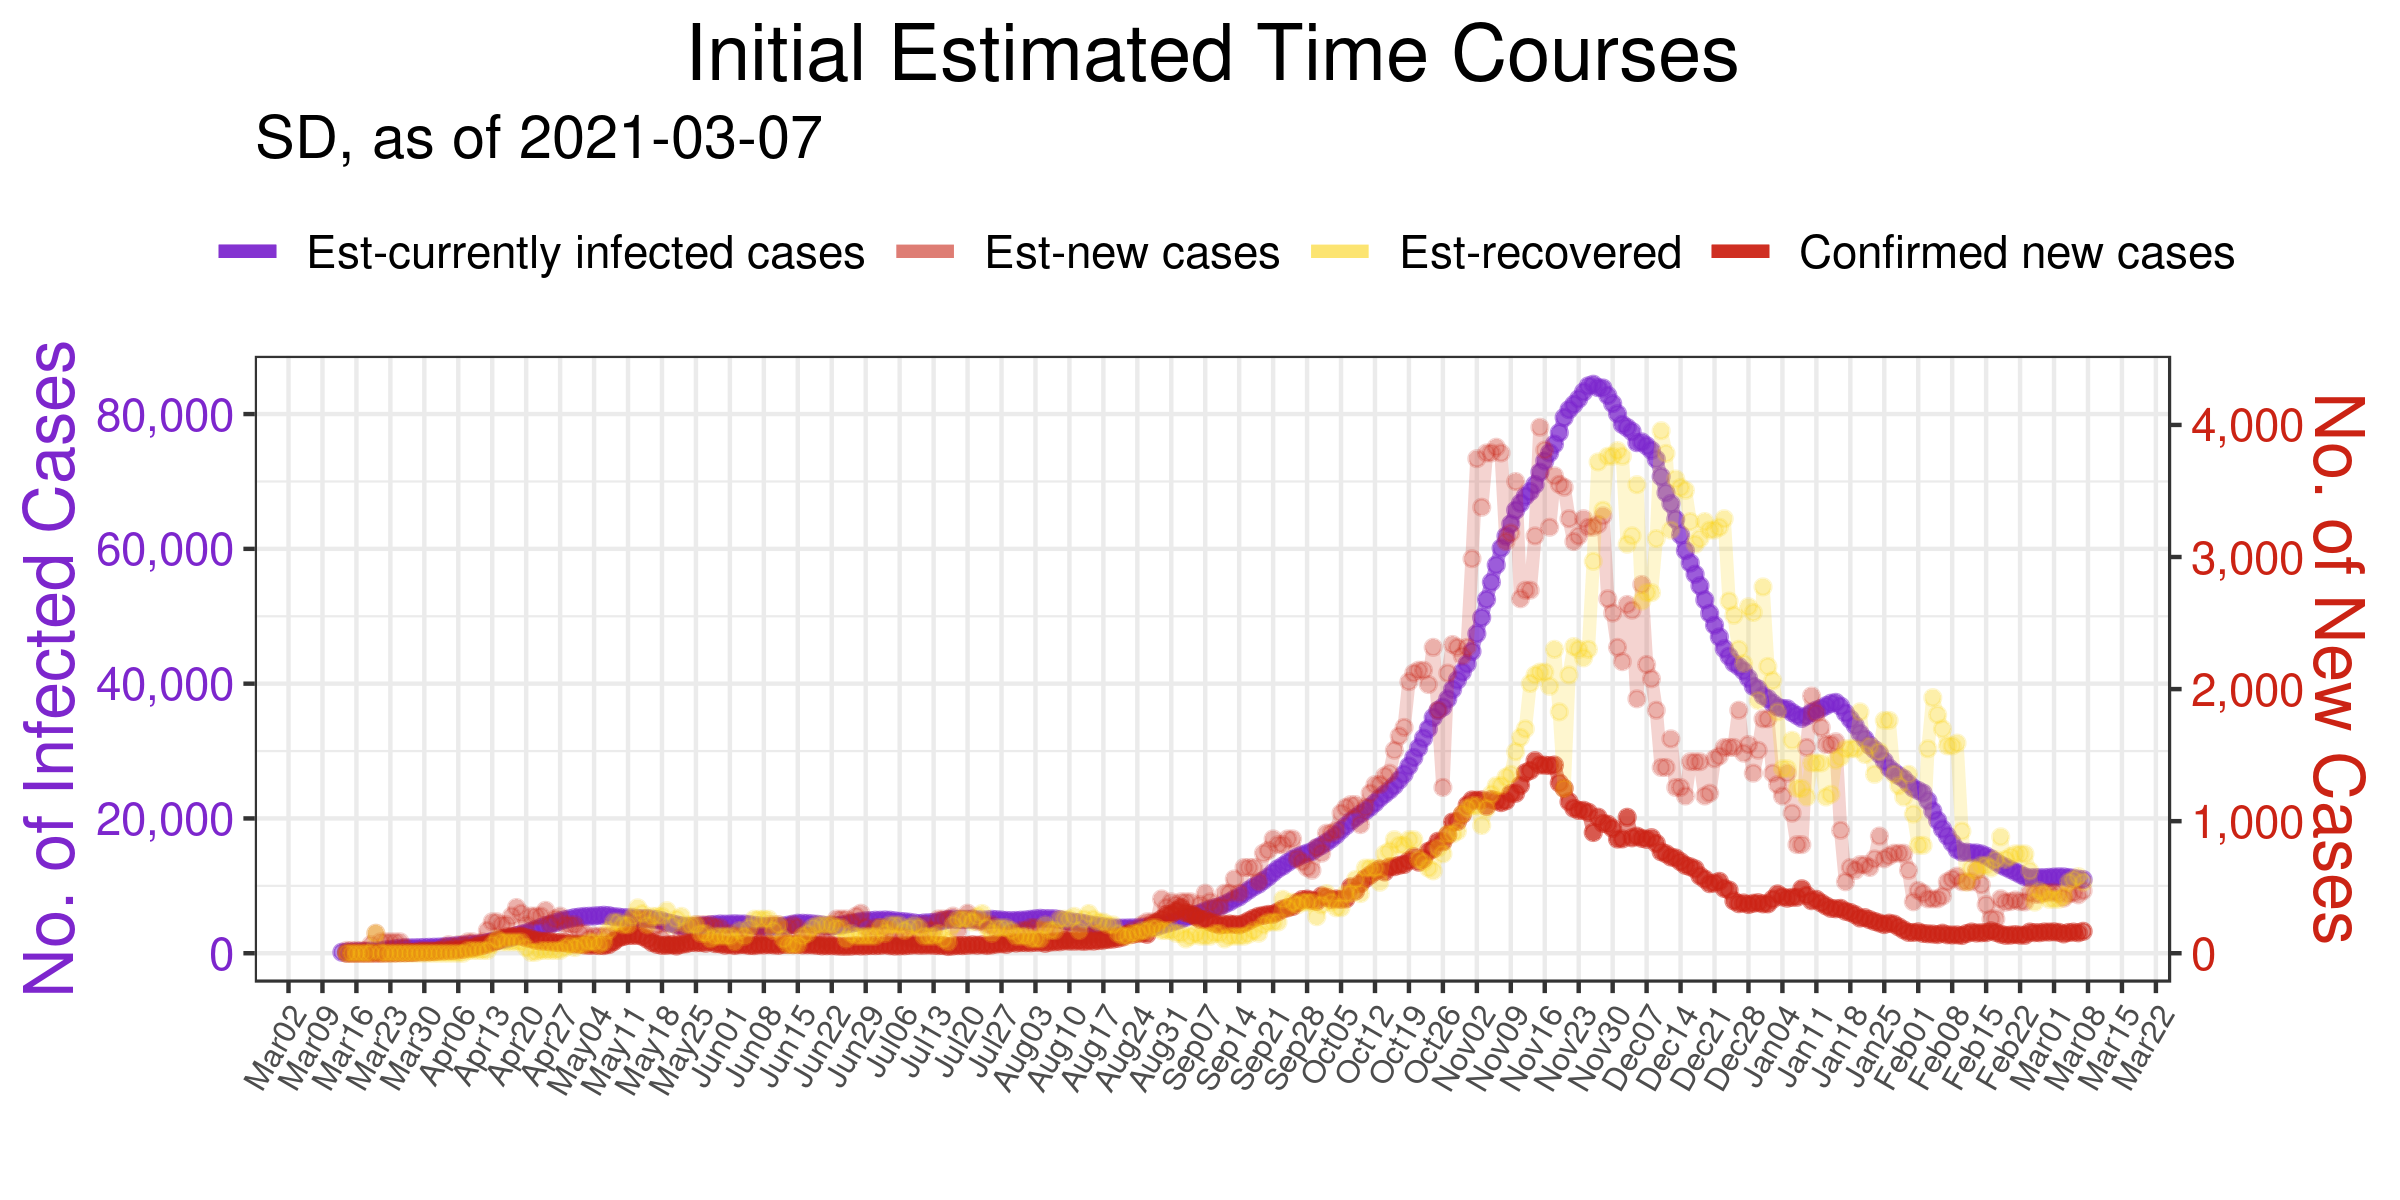 Initial Estimated Time Courses
SD, as of 2021-03-07
Est-currently infected cases
Est-new cases
Est-recovered
Confirmed new cases
No. of Infected Cases
80,000
60,000
40,000
20,000
0
4,000
3,000
2,000
1,000
0
No. of New Cases
Mar02
Mar09
Mar16
Mar23
Mar30
Apr06
Apr13
Apr20
Apr27
May04
May11
May18
May25
Jun01
Jun08
Jun15
Jun22
Jun29
Jul06
Jul13
Jul20
Jul27
Aug03
Aug10
Aug17
Aug24
Aug31
Sep07
Sep14
Sep21
Sep28
Oct05
Oct12
Oct19
Oct26
Nov02
Nov09
Nov16
Nov23
Nov30
Dec07
Dec14
Dec21
Dec28
Jan04
Jan11
Jan18
Jan25
Feb01
Feb08
Feb15
Feb22
Mar01
Mar08
Mar15
Mar22